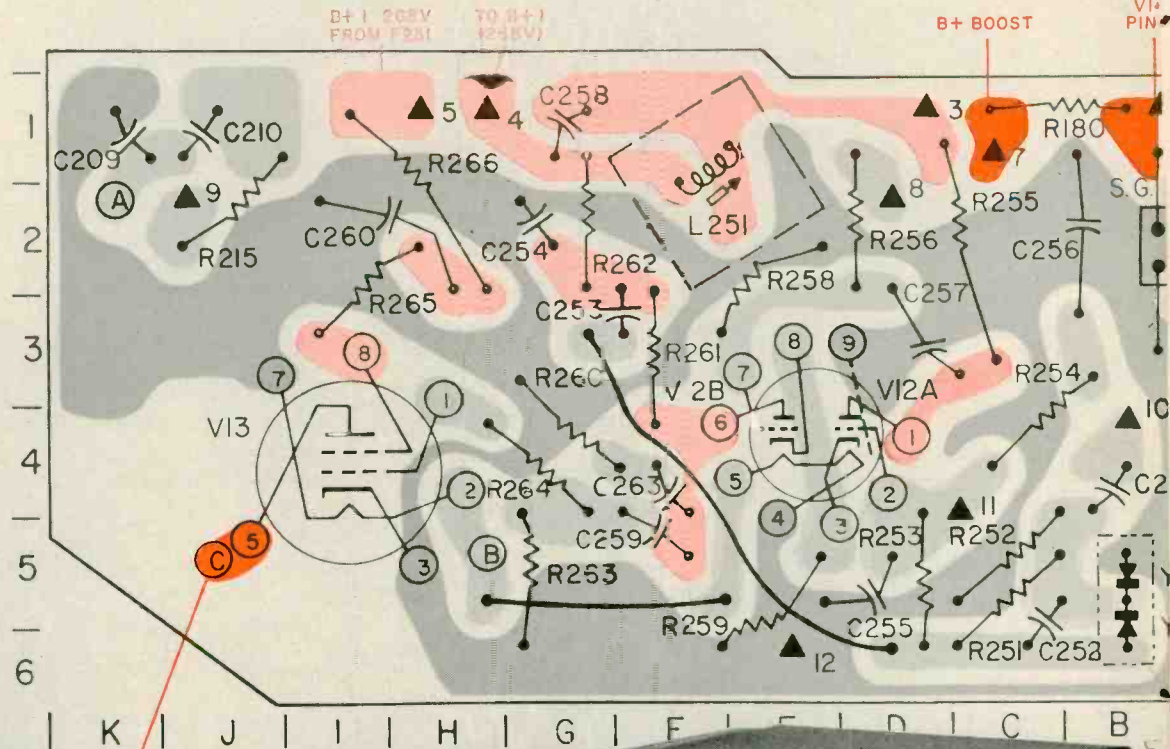 B+ BOOST
PIN
1
5
4
C258
3
R180
C209
C210
R266
7
A
9
8
S.G.
2
R215
C260
C254
L251
R256
R255
C256
R265
R262
R258
C257
C253
3
8
R261
8
9
7
R26C
V 2B
7
V12A
R254
V13
1
6
1
10
4
2
R264
C263
5
2
C2
4
3
11
C
5
3
B
C259
R253
R252
5
R263
R259
C255
R251
C252
12
6
K
J
I
H
G
F
E
D
C
B